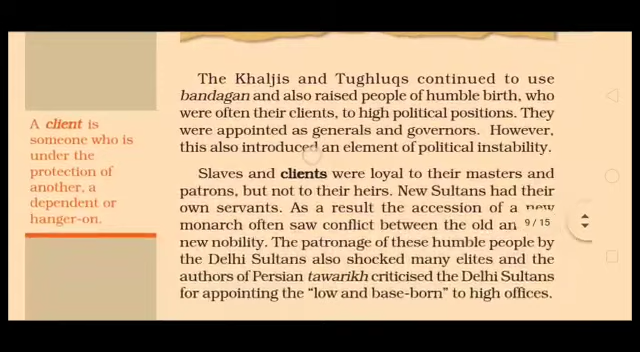 A client is
someone who is
under the
protection of
another, a
dependent or
hanger-on.
The Khaljis and Tughluqs continued to use
bandagan and also raised people of humble birth, who
were often their clients, to high political positions. They
were appointed as generals and governors. However,
this also introduced an element of political instability.
Slaves and clients were loyal to their masters and
patrons, but not to their heirs. New Sultans had their
own servants. As a result the accession of a new
monarch often saw conflict between the old an
new nobility. The patronage of these humble people by
the Delhi Sultans also shocked many elites and the
authors of Persian tawarikh criticised the Delhi Sultans
for appointing the “low and base-born” to high offices.
9 / 15